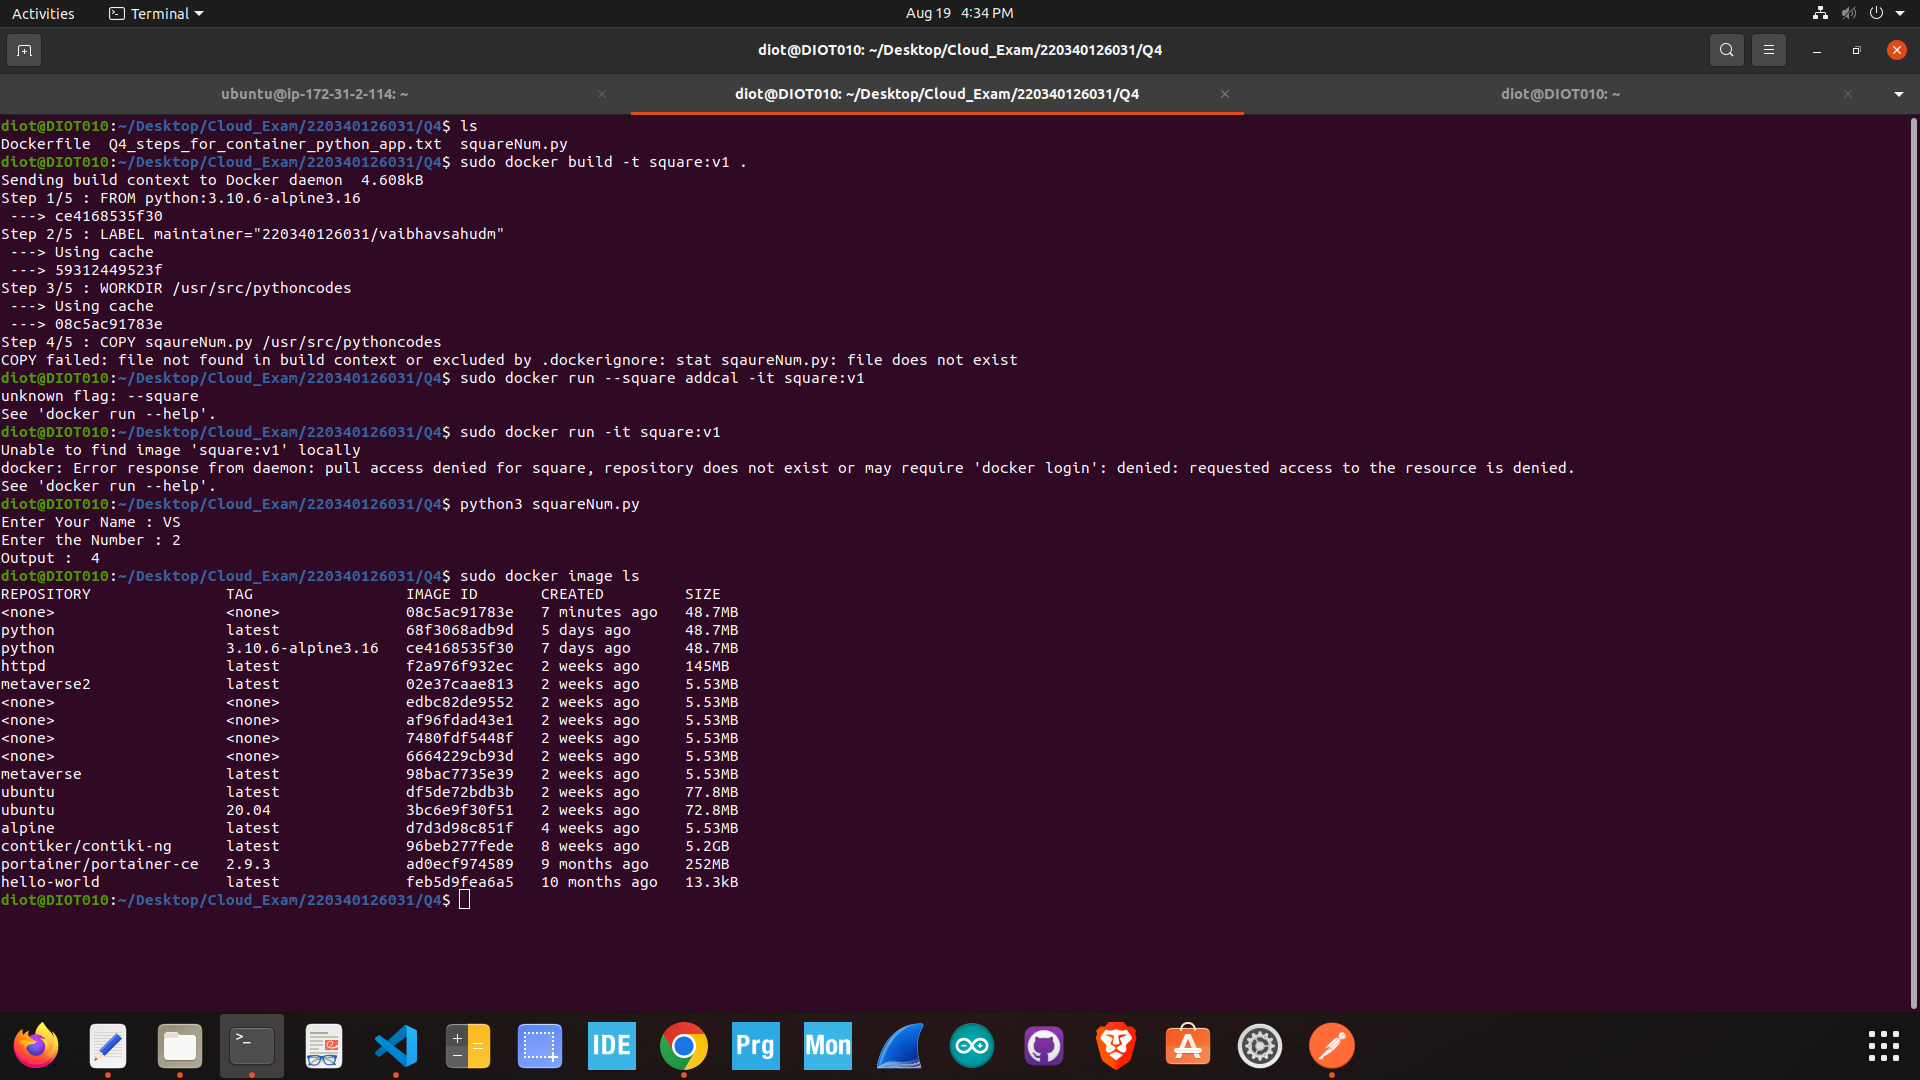 Activities Terminal Aug 19 4:34 PM
diot@DIOT010: ~/Desktop/Cloud_Exam/220340126031/Q4
ubuntu@ip-172-31-2-114: ~ diot@DIOT010: ~/Desktop/Cloud_Exam/220340126031/Q4 diot@DIOT010: ~
diot@DIOT010:~/Desktop/Cloud_Exam/220340126031/Q4$ ls
Dockerfile  Q4_steps_for_container_python_app.txt  squareNum.py
diot@DIOT010:~/Desktop/Cloud_Exam/220340126031/Q4$ sudo docker build -t square:v1 .
Sending build context to Docker daemon  4.608kB
Step 1/5 : FROM python:3.10.6-alpine3.16
 ---> ce4168535f30
Step 2/5 : LABEL maintainer="220340126031/vaibhavsahudm"
 ---> Using cache
 ---> 59312449523f
Step 3/5 : WORKDIR /usr/src/pythoncodes
 ---> Using cache
 ---> 08c5ac91783e
Step 4/5 : COPY sqaureNum.py /usr/src/pythoncodes
COPY failed: file not found in build context or excluded by .dockerignore: stat sqaureNum.py: file does not exist
diot@DIOT010:~/Desktop/Cloud_Exam/220340126031/Q4$ sudo docker run --square addcal -it square:v1
unknown flag: --square
See 'docker run --help'.
diot@DIOT010:~/Desktop/Cloud_Exam/220340126031/Q4$ sudo docker run -it square:v1
Unable to find image 'square:v1' locally
docker: Error response from daemon: pull access denied for square, repository does not exist or may require 'docker login': denied: requested access to the resource is denied.
See 'docker run --help'.
diot@DIOT010:~/Desktop/Cloud_Exam/220340126031/Q4$ python3 squareNum.py
Enter Your Name : VS
Enter the Number : 2
Output :  4
diot@DIOT010:~/Desktop/Cloud_Exam/220340126031/Q4$ sudo docker image ls
REPOSITORY               TAG                 IMAGE ID       CREATED         SIZE
<none>                   <none>              08c5ac91783e   7 minutes ago   48.7MB
python                   latest              68f3068adb9d   5 days ago      48.7MB
python                   3.10.6-alpine3.16   ce4168535f30   7 days ago      48.7MB
httpd                    latest              f2a976f932ec   2 weeks ago     145MB
metaverse2               latest              02e37caae813   2 weeks ago     5.53MB
<none>                   <none>              edbc82de9552   2 weeks ago     5.53MB
<none>                   <none>              af96fdad43e1   2 weeks ago     5.53MB
<none>                   <none>              7480fdf5448f   2 weeks ago     5.53MB
<none>                   <none>              6664229cb93d   2 weeks ago     5.53MB
metaverse                latest              98bac7735e39   2 weeks ago     5.53MB
ubuntu                   latest              df5de72bdb3b   2 weeks ago     77.8MB
ubuntu                   20.04               3bc6e9f30f51   2 weeks ago     72.8MB
alpine                   latest              d7d3d98c851f   4 weeks ago     5.53MB
contiker/contiki-ng      latest              96beb277fede   8 weeks ago     5.2GB
portainer/portainer-ce   2.9.3               ad0ecf974589   9 months ago    252MB
hello-world              latest              feb5d9fea6a5   10 months ago   13.3kB
diot@DIOT010:~/Desktop/Cloud_Exam/220340126031/Q4$
IDE Prg Mon